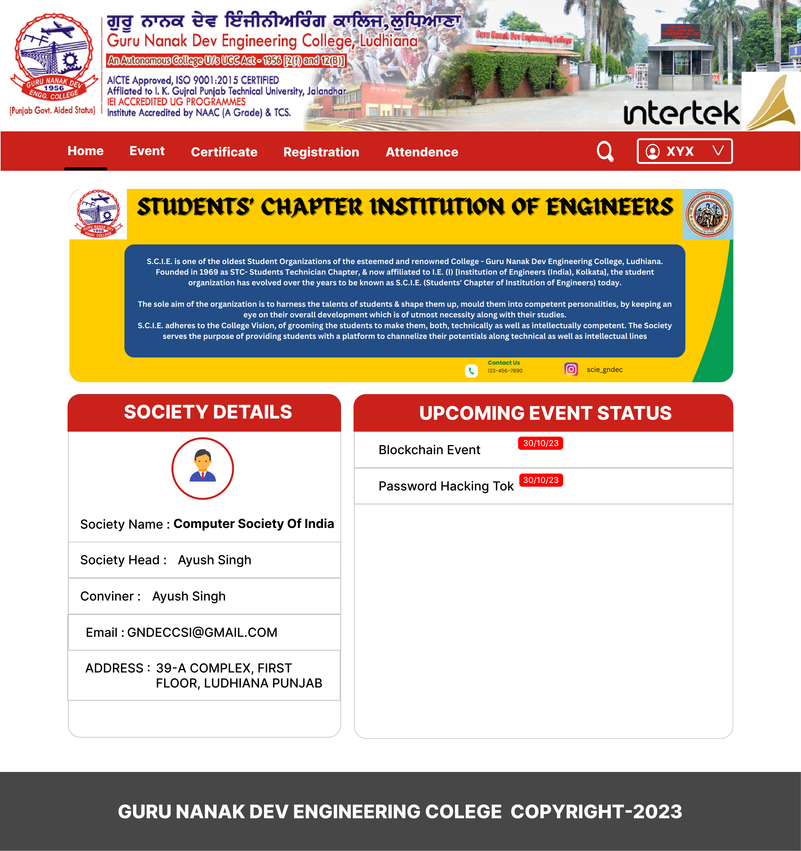 ਗੁਰੂ ਨਾਨਕ ਦੇਵ ਇੰਜੀਨੀਅਰਿੰਗ ਕਾਲਿਜ,ਲੁਧਿਆਣਾ
Guru Nanak Dev Engineering College, Ludhiana
An Autonomous College U/s UGC Act - 1956 [2(f) and 12(B)]
AICTE Approved, ISO 9001:2015 CERTIFIED
Affliated to I. K. Gujral Punjab Technical University, Jalandhar
IEI ACCREDITED UG PROGRAMMES
Institute Accredited by NAAC (A Grade) & TCS.
GURU NANAK DEV
1956
ENGG. COLLEGE
(Punjab Govt. Aided Status)
Guru Nanak Dev Engineering College
intertek
Home Event Certificate Registration Attendence XYX
STUDENTS' CHAPTER INSTITUTION OF ENGINEERS
S.C.I.E. is one of the oldest Student Organizations of the esteemed and renowned College - Guru Nanak Dev Engineering College, Ludhiana.
Founded in 1969 as STC- Students Technician Chapter, & now affiliated to I.E. (I) [Institution of Engineers (India), Kolkata], the student
organization has evolved over the years to be known as S.C.I.E. (Students' Chapter of Institution of Engineers) today.
The sole aim of the organization is to harness the talents of students & shape them up, mould them into competent personalities, by keeping an
eye on their overall development which is of utmost necessity along with their studies.
S.C.I.E. adheres to the College Vision, of grooming the students to make them, both, technically as well as intellectually competent. The Society
serves the purpose of providing students with a platform to channelize their potentials along technical as well as intellectual lines
Contact Us
123-456-7890
scie_gndec
SOCIETY DETAILS
Society Name : Computer Society Of India
Society Head : Ayush Singh
Conviner : Ayush Singh
Email : GNDECCSI@GMAIL.COM
ADDRESS : 39-A COMPLEX, FIRST
FLOOR, LUDHIANA PUNJAB
UPCOMING EVENT STATUS
Blockchain Event 30/10/23
Password Hacking Tok 30/10/23
GURU NANAK DEV ENGINEERING COLEGE COPYRIGHT-2023